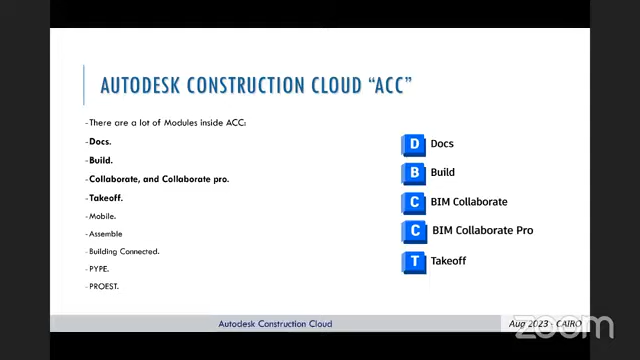 AUTODESK CONSTRUCTION CLOUD “ACC”
-There are a lot of Modules inside ACC:
-Docs.
-Build.
-Collaborate, and Collaborate pro.
-Takeoff.
-Mobile.
-Assemble
-Building Connected.
-PYPE.
-PROEST.
D Docs
B Build
C BIM Collaborate
C BIM Collaborate Pro
T Takeoff
Autodesk Construction Cloud
Aug 2023 - CAIRO
zoom